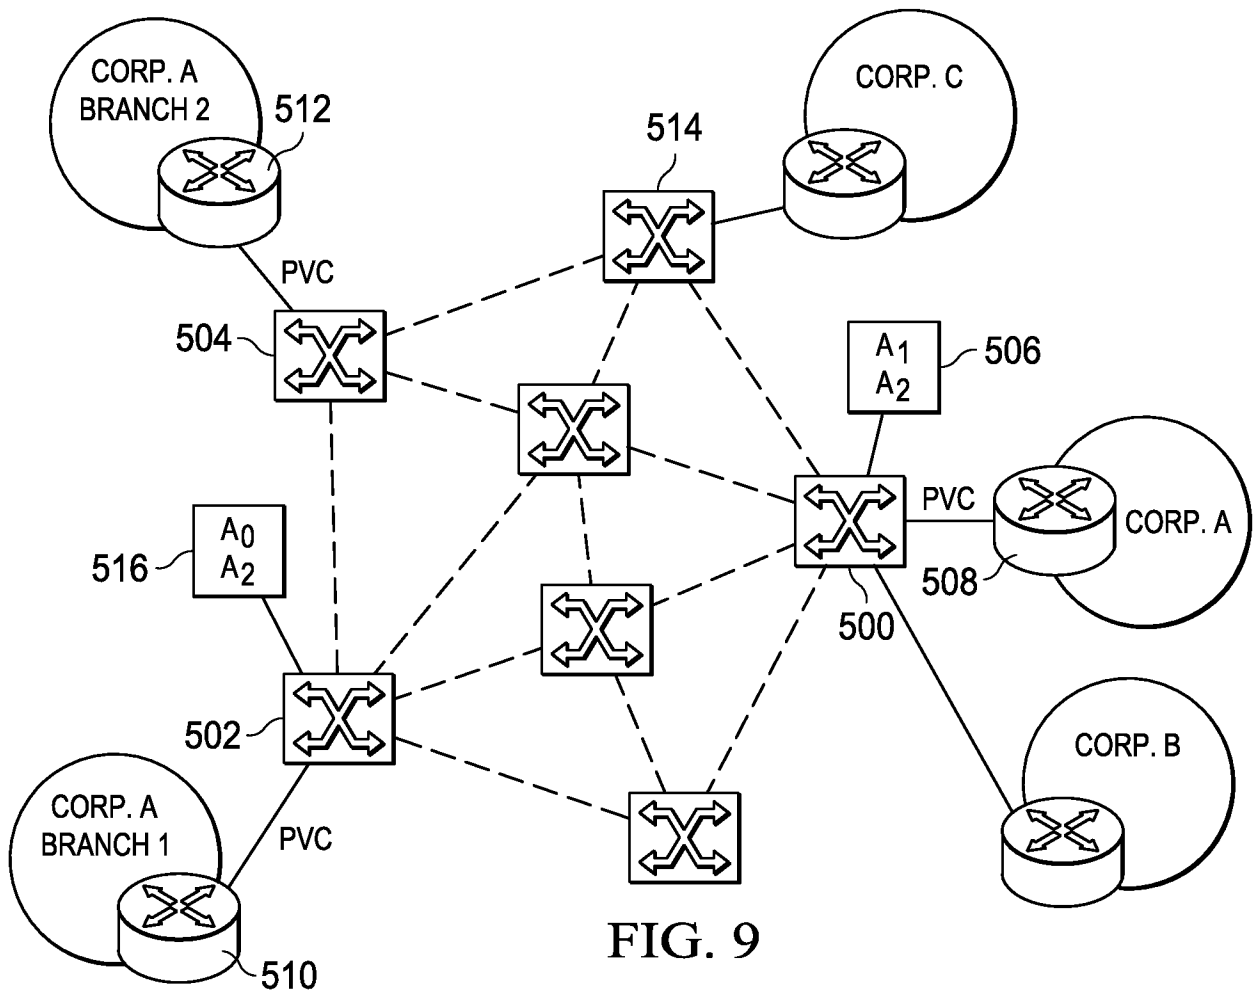 CORP. A
BRANCH 2
512
514
CORP. C
PVC
504
A1
A2
506
A0
A2
516
PVC
CORP. A
508
500
502
CORP. B
CORP. A
BRANCH 1
PVC
510
FIG. 9